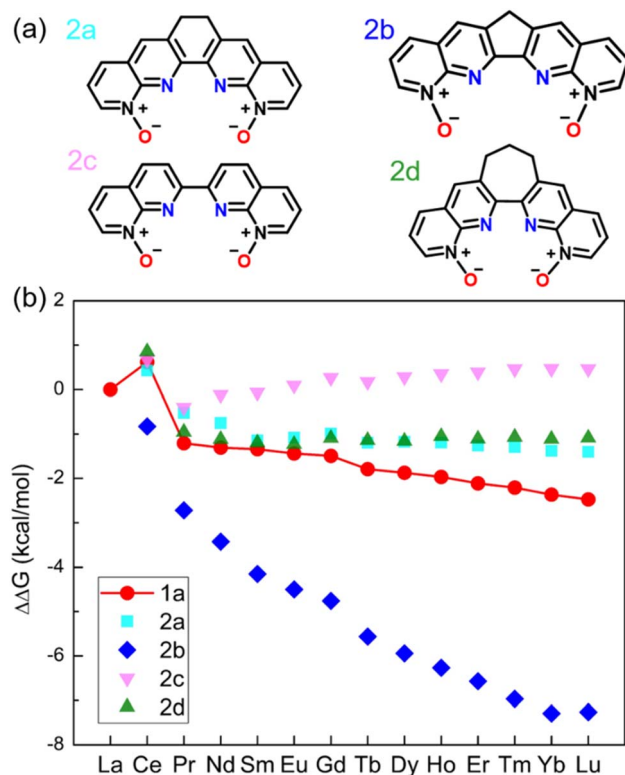 (a) 2a 2b
N N N N
N + N + N + N +
O − O − O − O −
2c 2d
N N N N
N + N + N + N +
O − O − O − O −
(b)
2
0
-2
-4
-6
-8
ΔΔG (kcal/mol)
1a
2a
2b
2c
2d
La Ce Pr Nd Sm Eu Gd Tb Dy Ho Er Tm Yb Lu